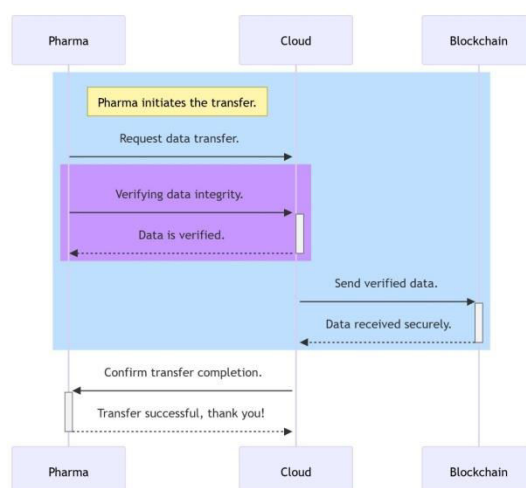 Pharma
Cloud
Blockchain
Pharma initiates the transfer.
Request data transfer.
Verifying data integrity.
Data is verified.
Send verified data.
Data received securely.
Confirm transfer completion.
Transfer successful, thank you!
Pharma
Cloud
Blockchain